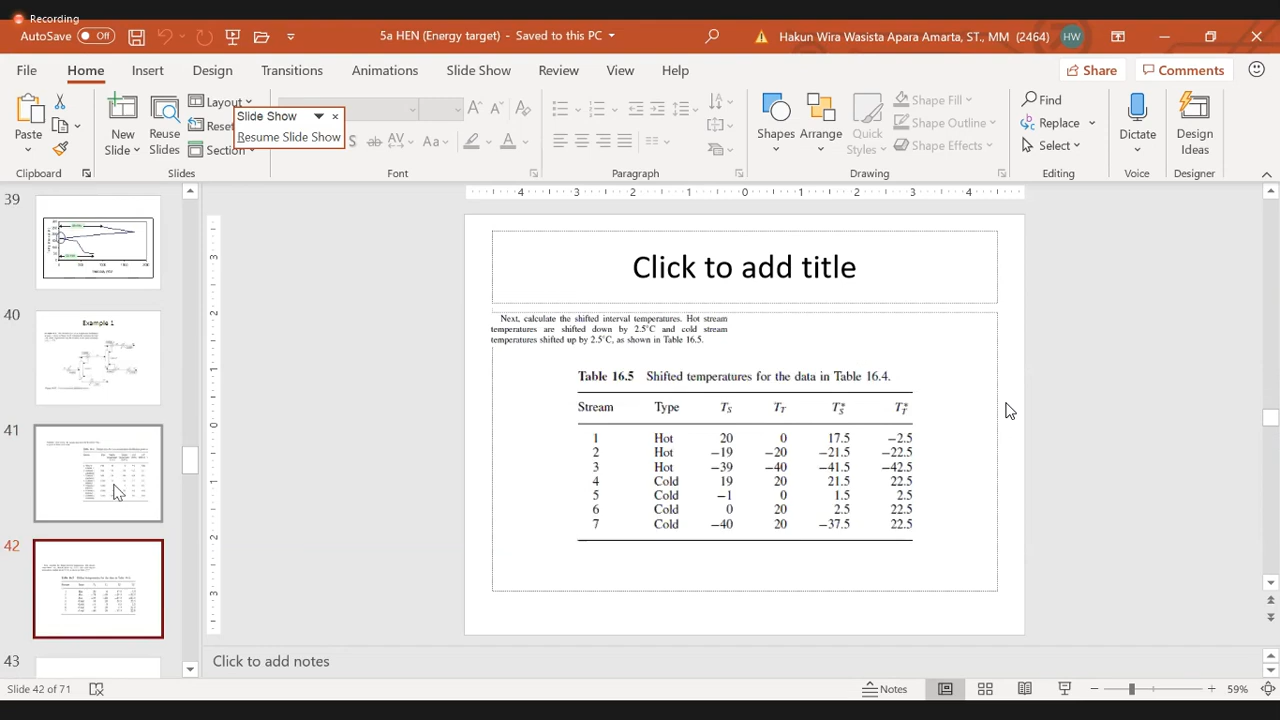 Recording
AutoSave Off
5a HEN (Energy target) - Saved to this PC
Hakun Wira Wasista Apara Amarta, ST., MM (2464) HW
File Home Insert Design Transitions Animations Slide Show Review View Help
Share Comments
Paste
New Slide
Reuse Slides
Layout
Reset
Section
Slide Show
Resume Slide Show
Shapes Arrange Quick Styles
Shape Fill
Shape Outline
Shape Effects
Find
Replace
Select
Dictate
Design Ideas
Clipboard Slides Font Paragraph Drawing Editing Voice Designer
39
40
Example 1
41
42
43
Click to add title
Next, calculate the shifted interval temperatures. Hot stream
temperatures are shifted down by 2.5°C and cold stream
temperatures shifted up by 2.5°C, as shown in Table 16.5.
Table 16.5 Shifted temperatures for the data in Table 16.4.
Stream Type T_S T_T T_S* T_T*
1 Hot 20 0 17.5 −2.5
2 Hot −19 −20 −21.5 −22.5
3 Hot −39 −40 −41.5 −42.5
4 Cold 19 20 21.5 22.5
5 Cold −1 0 1.5 2.5
6 Cold 0 20 2.5 22.5
7 Cold −40 20 −37.5 22.5
Click to add notes
Slide 42 of 71
Notes
59%